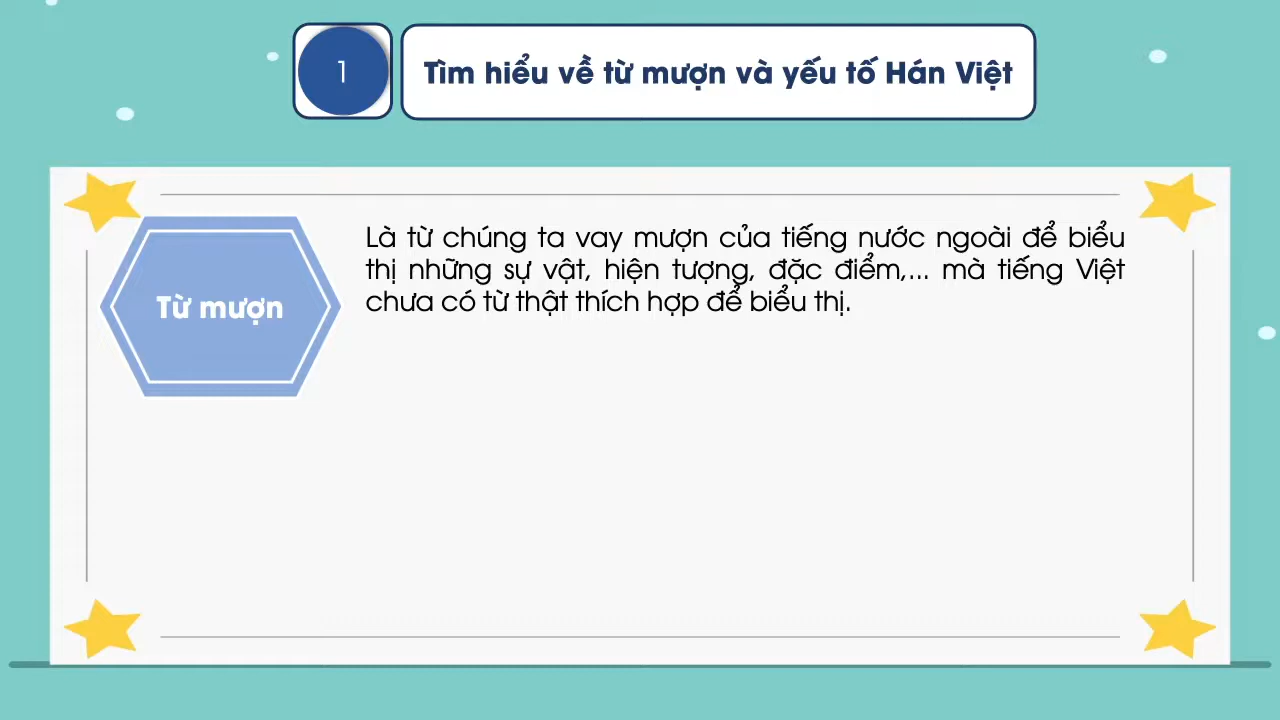 1
Tìm hiểu về từ mượn và yếu tố Hán Việt
Từ mượn
Là từ chúng ta vay mượn của tiếng nước ngoài để biểu
thị những sự vật, hiện tượng, đặc điểm,... mà tiếng Việt
chưa có từ thật thích hợp để biểu thị.